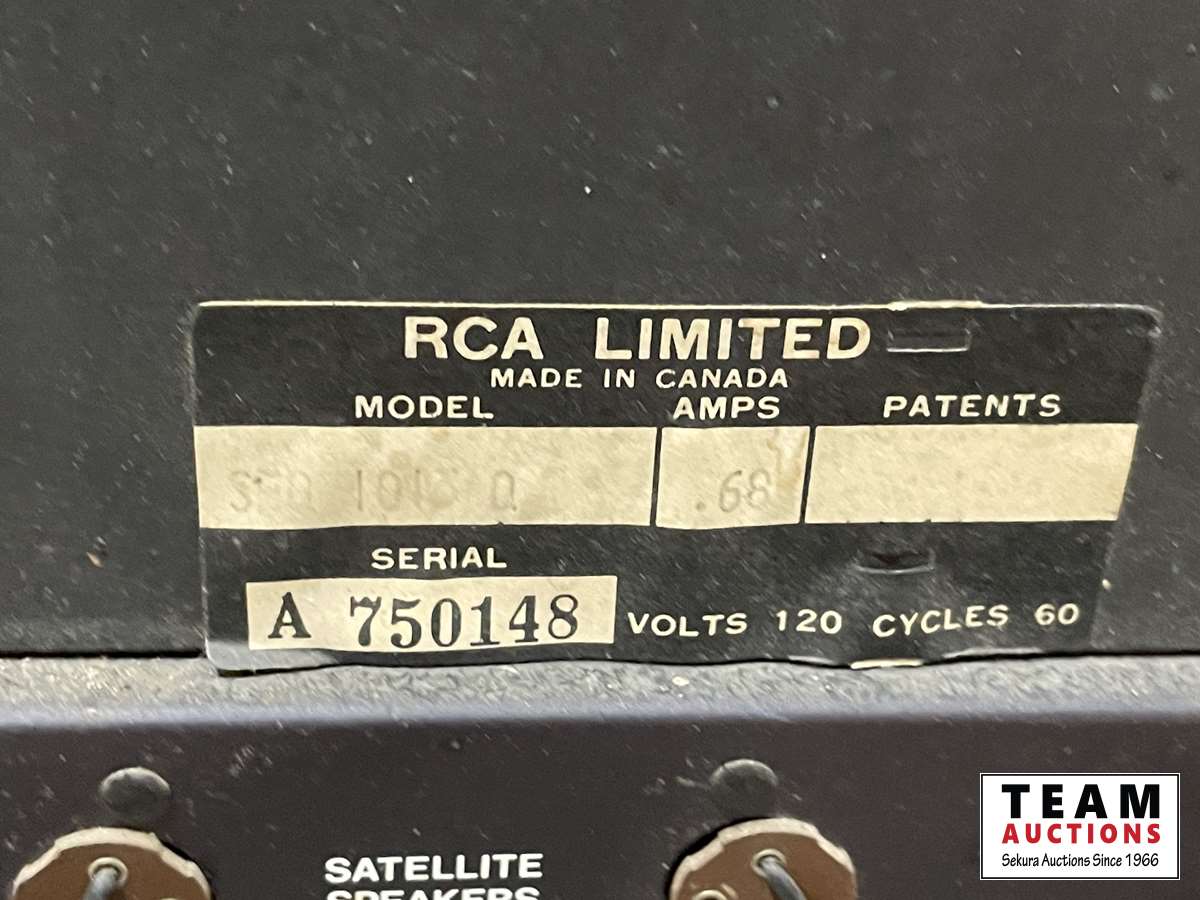 RCA LIMITED
MADE IN CANADA
MODEL AMPS PATENTS
.68
SERIAL
A 750148 VOLTS 120 CYCLES 60
SATELLITE
SPEAKERS
TEAM
AUCTIONS
Sekura Auctions Since 1966